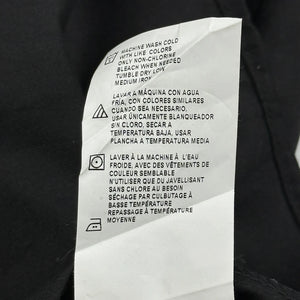 MACHINE WASH COLD
WITH LIKE COLORS
ONLY NON-CHLORINE
BLEACH WHEN NEEDED
TUMBLE DRY LOW
MEDIUM IRON
LAVAR A MÁQUINA CON AGUA
FRÍA, CON COLORES SIMILARES
CUANDO SEA NECESARIO,
USAR ÚNICAMENTE BLANQUEADOR
SIN CLORO, SECAR A
TEMPERATURA BAJA, USAR
PLANCHA A TEMPERATURA MEDIA
LAVER À LA MACHINE À L'EAU
FROIDE, AVEC DES VÊTEMENTS DE
COULEUR SEMBLABLE
N'UTILISER QUE DU JAVELLISANT
SANS CHLORE AU BESOIN
SÉCHAGE PAR CULBUTAGE À
BASSE TEMPÉRATURE
REPASSAGE À TEMPÉRATURE
MOYENNE